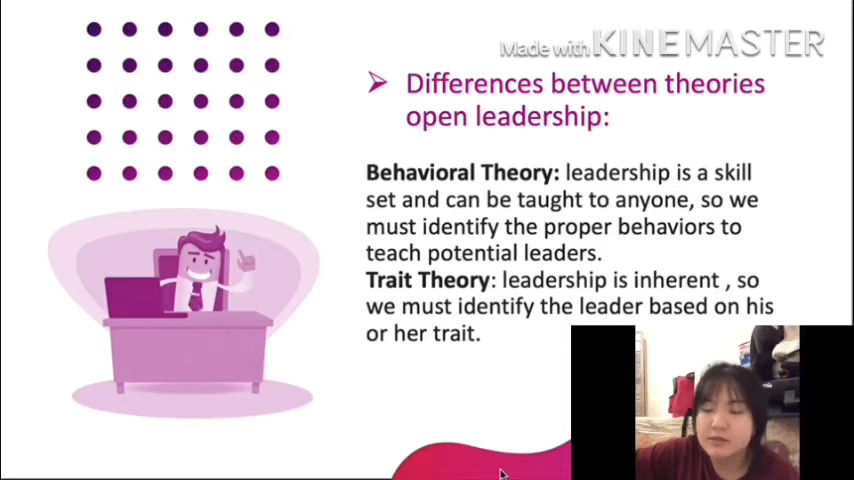 Made with KINEMASTER
➢ Differences between theories
open leadership:
Behavioral Theory: leadership is a skill
set and can be taught to anyone, so we
must identify the proper behaviors to
teach potential leaders.
Trait Theory: leadership is inherent , so
we must identify the leader based on his
or her trait.